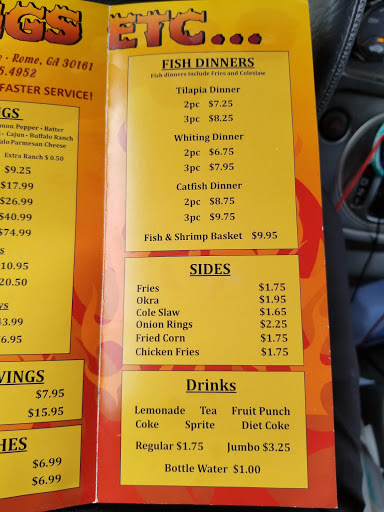 GS ETC...
e • Rome, GA 30161
5.4952
FASTER SERVICE!
GS
mon Pepper • Batter
• Cajun • Buffalo Ranch
alo Parmesan Cheese
Extra Ranch $ 0.50
$9.25
$17.99
$26.99
$40.99
$74.99
s
10.95
20.50
ws
3.99
6.95
WINGS
$7.95
$15.95
HES
$6.99
$6.99
FISH DINNERS
Fish dinners include Fries and Coleslaw
Tilapia Dinner
2pc $7.25
3pc $8.25
Whiting Dinner
2pc $6.75
3pc $7.95
Catfish Dinner
2pc $8.75
3pc $9.75
Fish & Shrimp Basket $9.95
SIDES
Fries $1.75
Okra $1.95
Cole Slaw $1.65
Onion Rings $2.25
Fried Corn $1.75
Chicken Fries $1.75
Drinks
Lemonade Tea Fruit Punch
Coke Sprite Diet Coke
Regular $1.75 Jumbo $3.25
Bottle Water $1.00